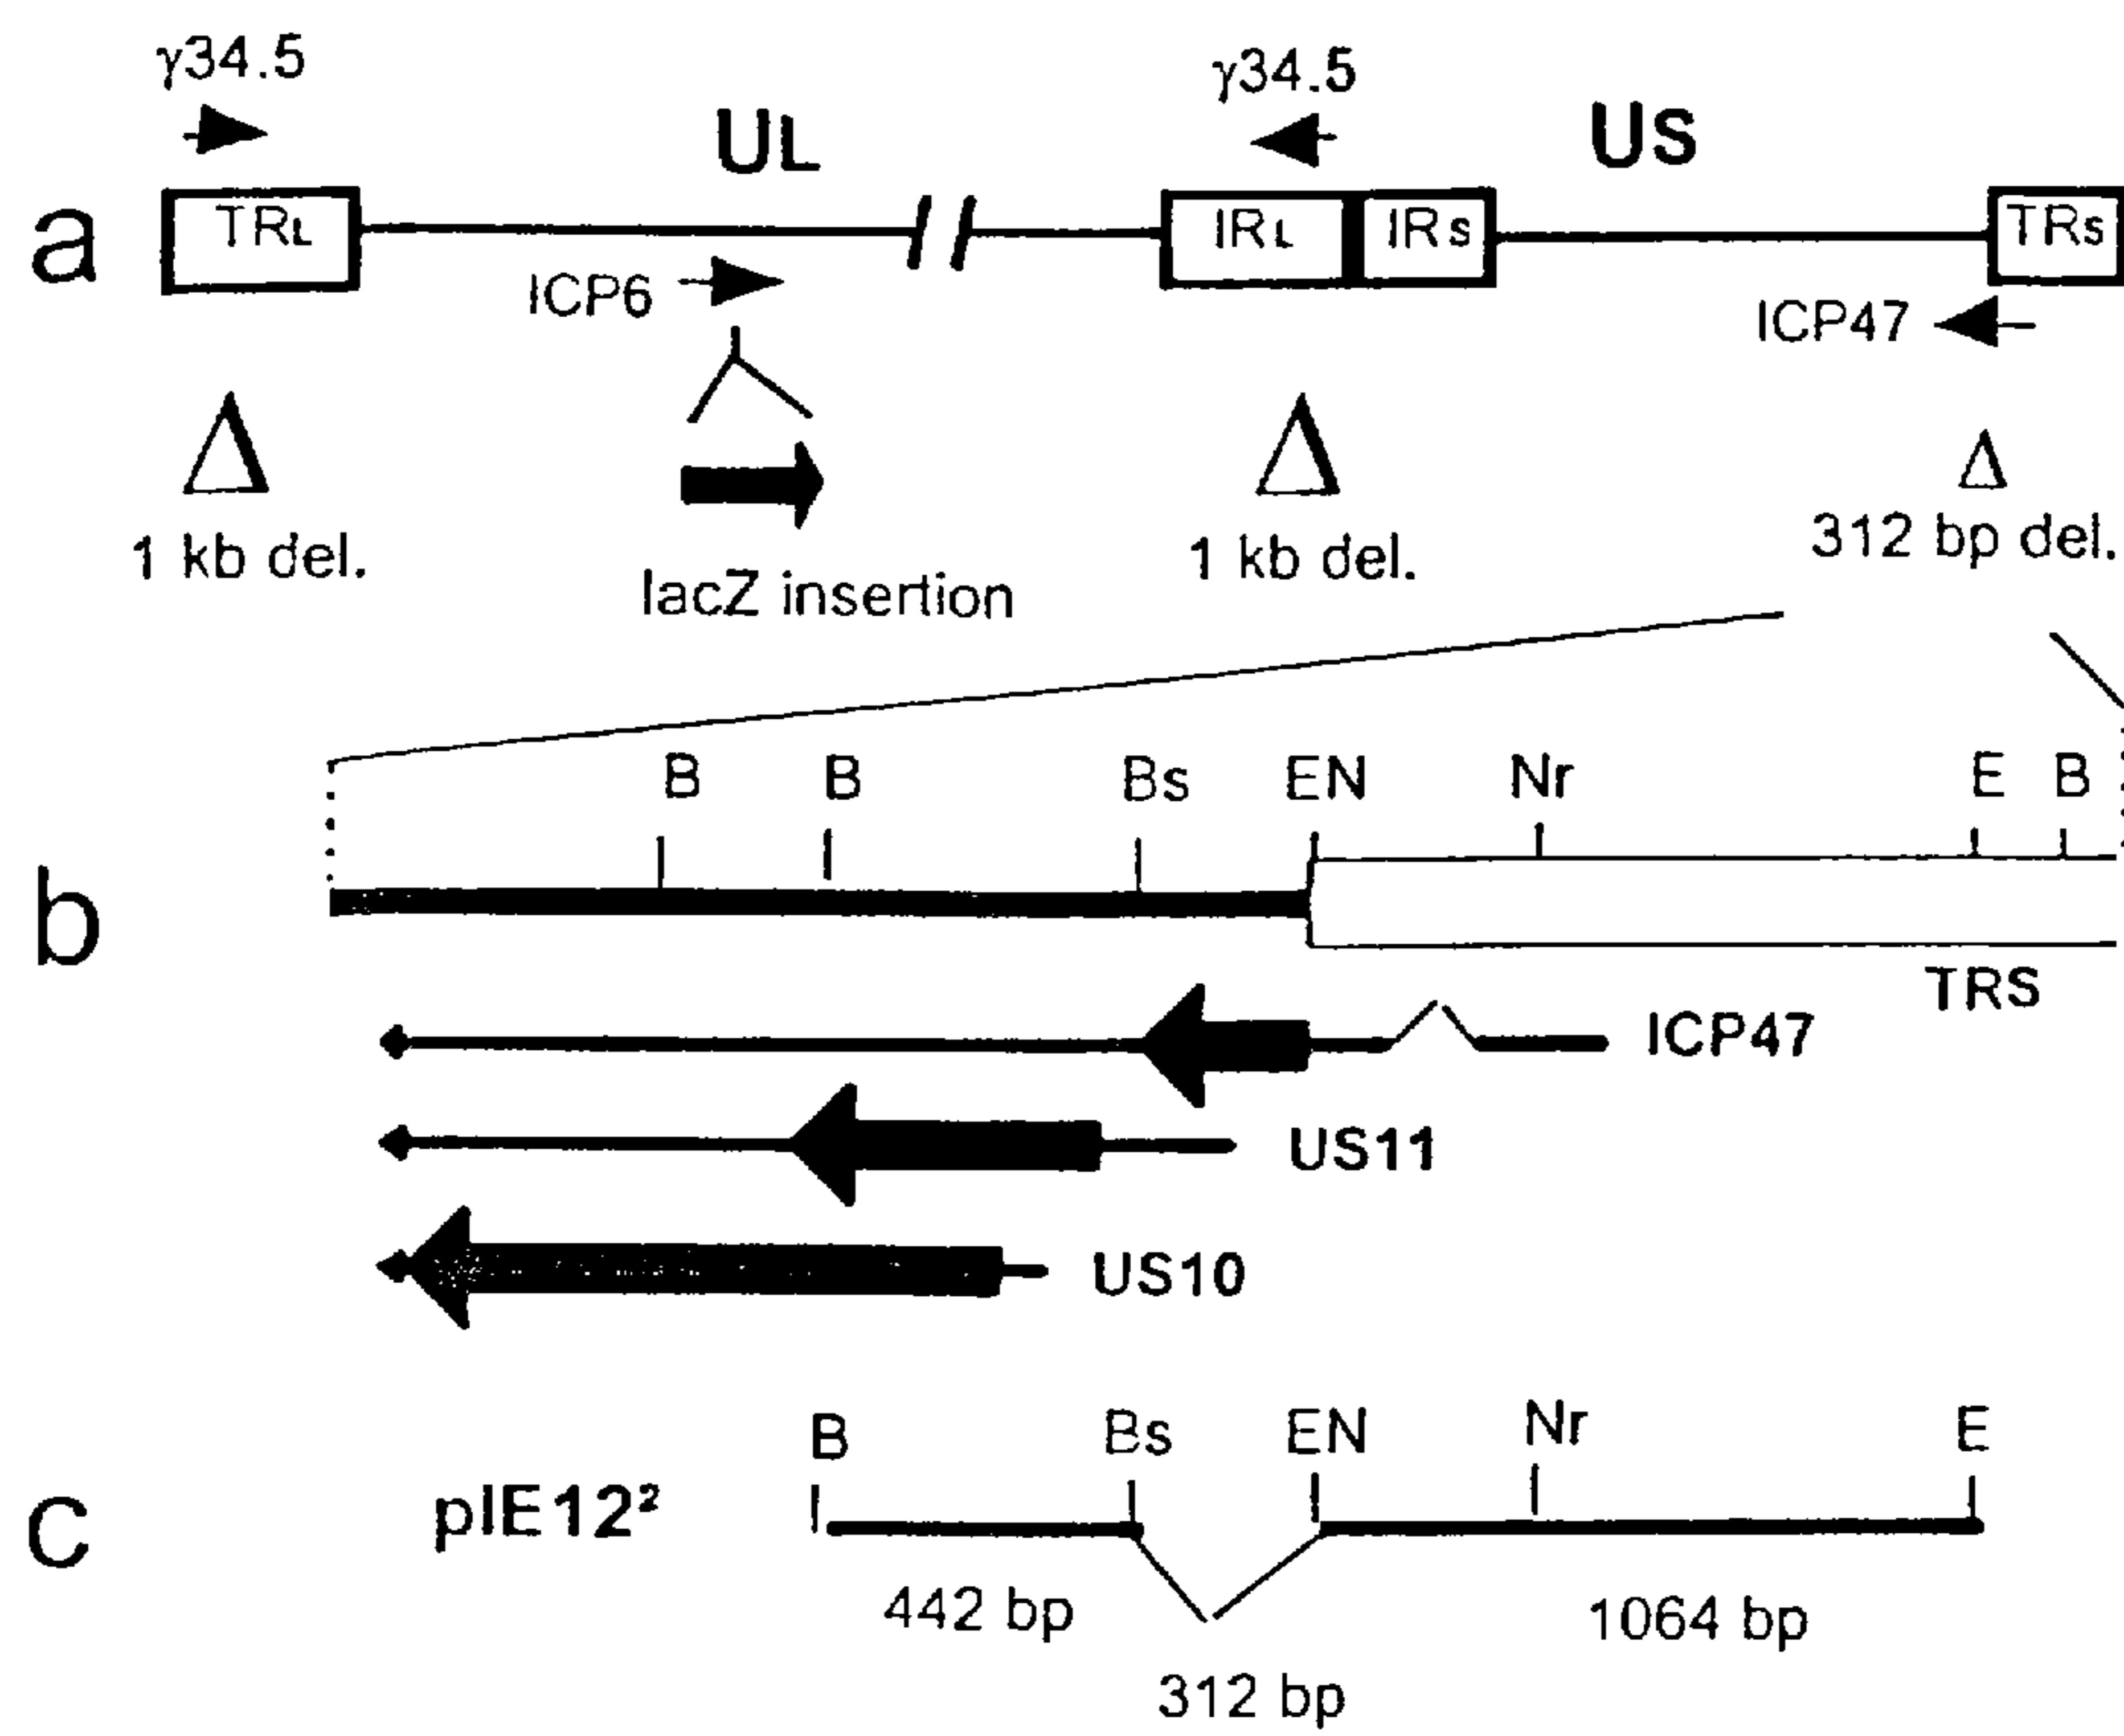 γ34.5 γ34.5
UL US
a TRL IRL IRS TRS
ICP6 ICP47
Δ Δ Δ
1 kb del. lacZ insertion 1 kb del. 312 bp del.
B B Bs EN Nr E B
b
TRS
ICP47
US11
US10
B Bs EN Nr E
c pIE12²
442 bp 1064 bp
312 bp